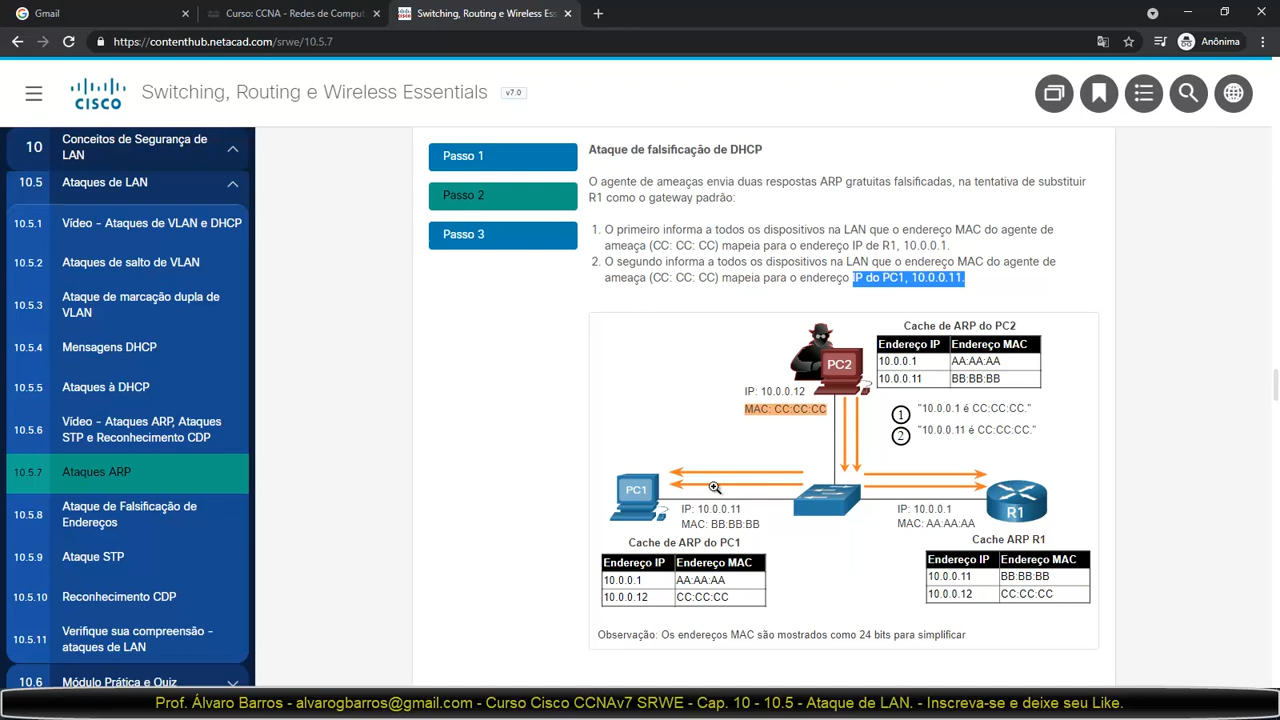 Gmail
Curso: CCNA - Redes de Comput
Switching, Routing e Wireless Ess
https://contenthub.netacad.com/srwe/10.5.7
Anônima
CISCO
Switching, Routing e Wireless Essentials
v7.0
10
Conceitos de Segurança de
LAN
10.5
Ataques de LAN
10.5.1
Vídeo – Ataques de VLAN e DHCP
10.5.2
Ataques de salto de VLAN
10.5.3
Ataque de marcação dupla de
VLAN
10.5.4
Mensagens DHCP
10.5.5
Ataques à DHCP
10.5.6
Vídeo – Ataques ARP, Ataques
STP e Reconhecimento CDP
10.5.7
Ataques ARP
10.5.8
Ataque de Falsificação de
Endereços
10.5.9
Ataque STP
10.5.10
Reconhecimento CDP
10.5.11
Verifique sua compreensão –
ataques de LAN
10.6
Módulo Prática e Quiz
Passo 1
Passo 2
Passo 3
Ataque de falsificação de DHCP
O agente de ameaças envia duas respostas ARP gratuitas falsificadas, na tentativa de substituir
R1 como o gateway padrão:
1. O primeiro informa a todos os dispositivos na LAN que o endereço MAC do agente de
ameaça (CC: CC: CC) mapeia para o endereço IP de R1, 10.0.0.1.
2. O segundo informa a todos os dispositivos na LAN que o endereço MAC do agente de
ameaça (CC: CC: CC) mapeia para o endereço IP do PC1, 10.0.0.11.
Cache de ARP do PC2
Endereço IP Endereço MAC
10.0.0.1 AA:AA:AA
10.0.0.11 BB:BB:BB
PC2
IP: 10.0.0.12
MAC: CC:CC:CC
1 "10.0.0.1 é CC:CC:CC."
2 "10.0.0.11 é CC:CC:CC."
PC1
IP: 10.0.0.11
MAC: BB:BB:BB
IP: 10.0.0.1
MAC: AA:AA:AA
R1
Cache de ARP do PC1
Endereço IP Endereço MAC
10.0.0.1 AA:AA:AA
10.0.0.12 CC:CC:CC
Cache ARP R1
Endereço IP Endereço MAC
10.0.0.11 BB:BB:BB
10.0.0.12 CC:CC:CC
Observação: Os endereços MAC são mostrados como 24 bits para simplificar
Prof. Álvaro Barros - alvarogbarros@gmail.com - Curso Cisco CCNAv7 SRWE - Cap. 10 - 10.5 - Ataque de LAN. - Inscreva-se e deixe seu Like.